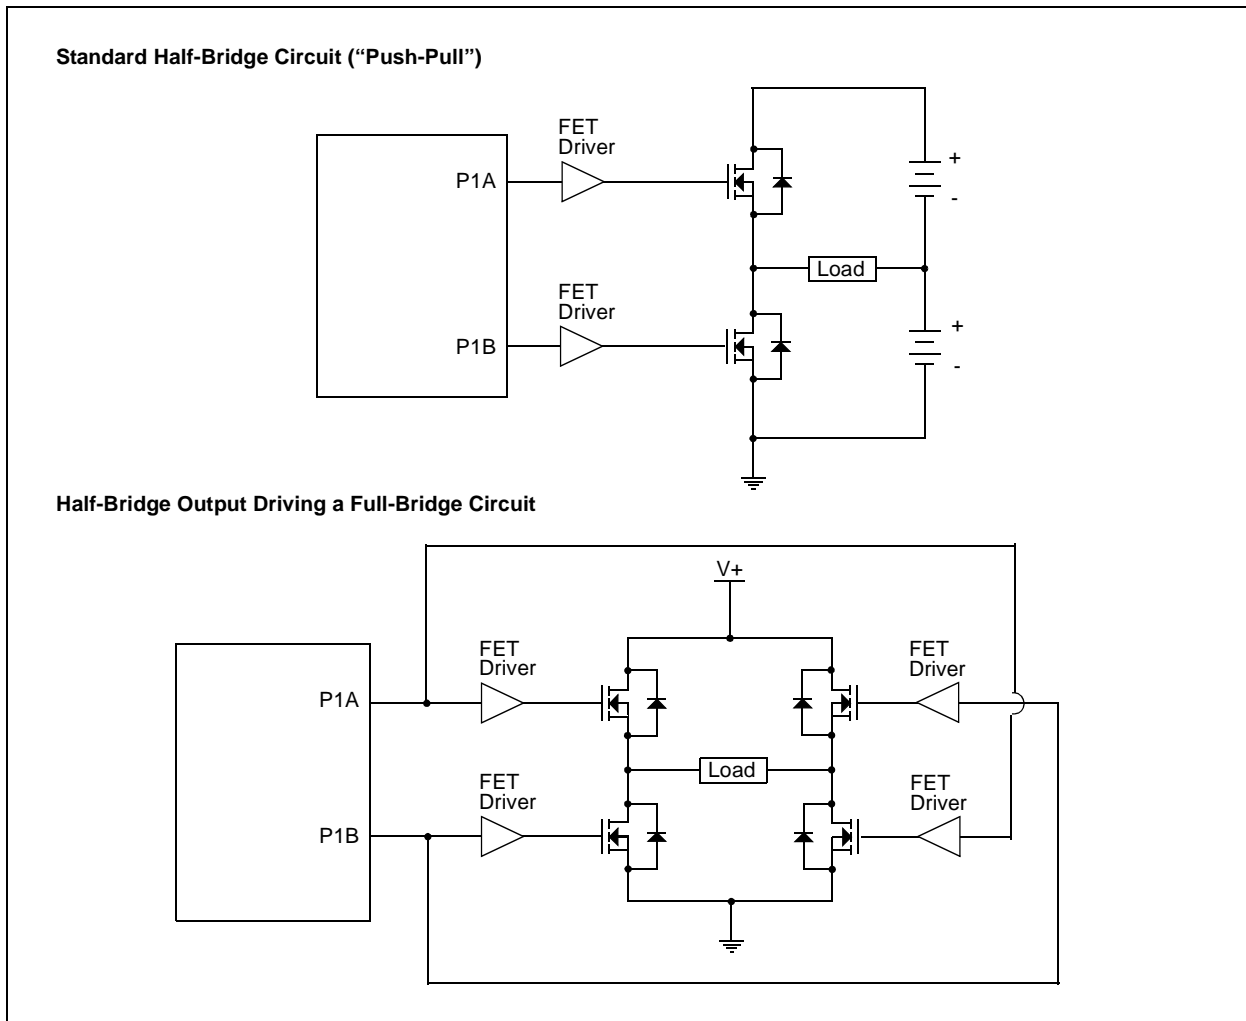 Standard Half-Bridge Circuit (“Push-Pull”)
FET
Driver
P1A
+
-
Load
FET
Driver
P1B
+
-
Half-Bridge Output Driving a Full-Bridge Circuit
V+
FET
Driver
FET
Driver
P1A
Load
FET
Driver
FET
Driver
P1B